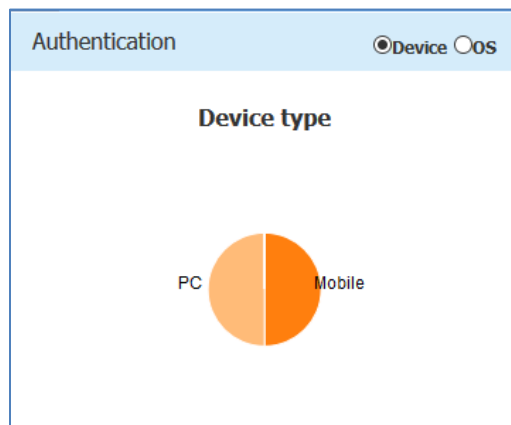 Authentication
Device OS
Device type
PC
Mobile